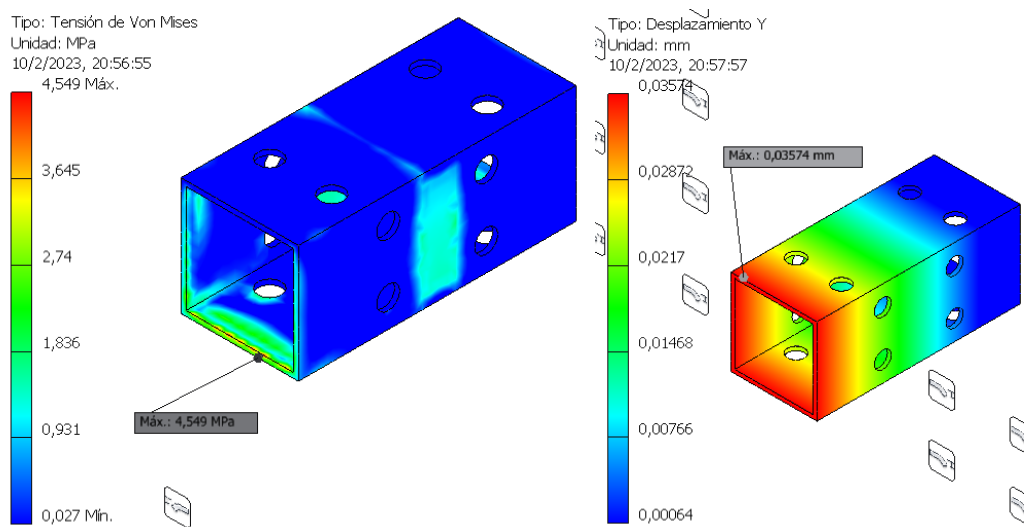 Tipo: Tensión de Von Mises
Unidad: MPa
10/2/2023, 20:56:55
4,549 Máx.
3,645
2,74
1,836
0,931
0,027 Mín.
Máx.: 4,549 MPa
Tipo: Desplazamiento Y
Unidad: mm
10/2/2023, 20:57:57
0,03574
0,02872
0,0217
0,01468
0,00766
0,00064
Máx.: 0,03574 mm